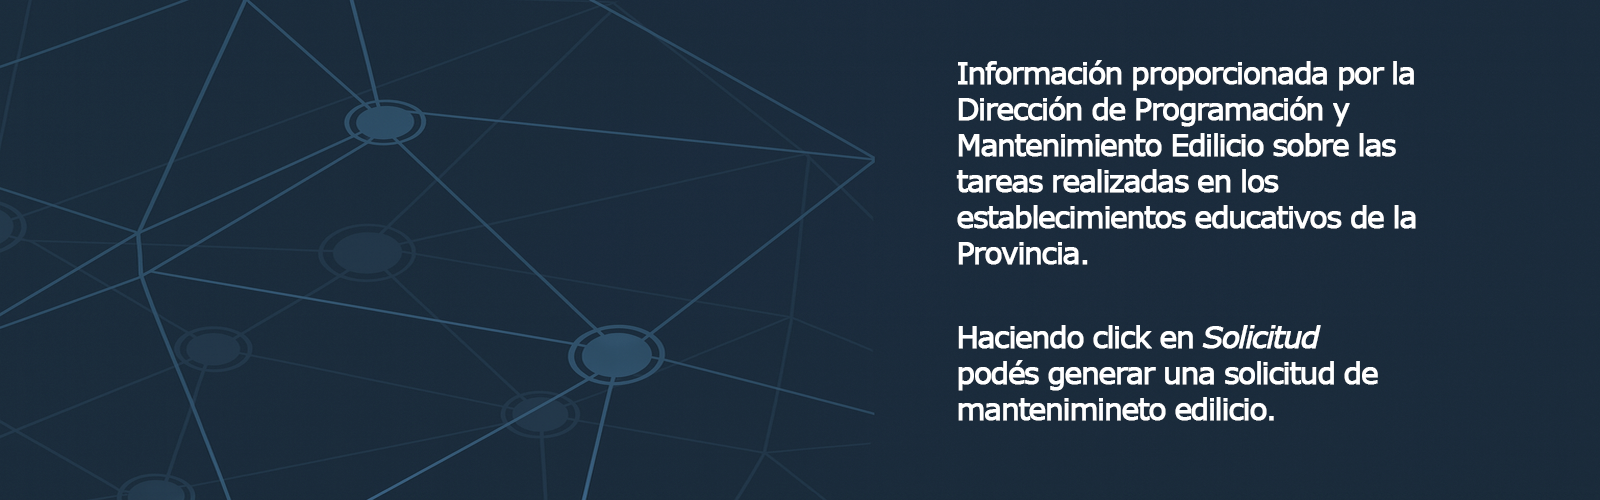 Información proporcionada por la
Dirección de Programación y
Mantenimiento Edilicio sobre las
tareas realizadas en los
establecimientos educativos de la
Provincia.
Haciendo click en Solicitud
podés generar una solicitud de
mantenimineto edilicio.